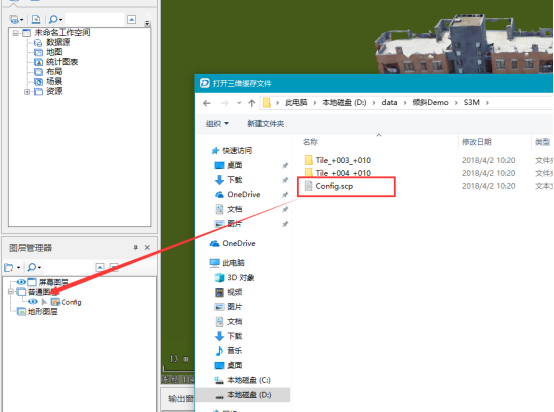 未命名工作空间
数据源
地图
统计图表
布局
场景
资源
图层管理器
屏幕图层
普通图层
Config
地形图层
13 m
输出窗
打开三维缓存文件
此电脑 › 本地磁盘 (D:) › data › 倾斜Demo › S3M ›
组织 新建文件夹
快速访问
桌面
下载
OneDrive
文档
图片
OneDrive
此电脑
3D 对象
视频
图片
文档
下载
音乐
桌面
本地磁盘 (C:)
本地磁盘 (D:)
名称 修改日期 类型
Tile_+003_+010 2018/4/2 10:20 文件夹
Tile_+004_+010 2018/4/2 10:20 文件夹
Config.scp 2018/4/2 10:20 文本文